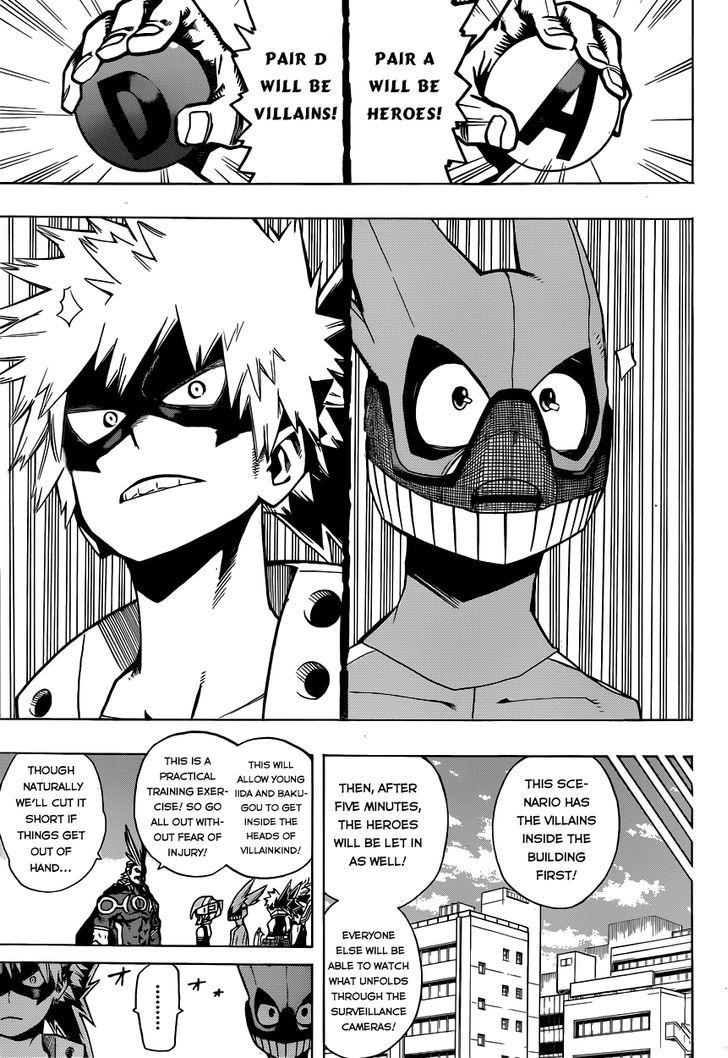 PAIR A
WILL BE
HEROES!
A
PAIR D
WILL BE
VILLAINS!
D
THIS SCE-
NARIO HAS
THE VILLAINS
INSIDE THE
BUILDING
FIRST!
THEN, AFTER
FIVE MINUTES,
THE HEROES
WILL BE LET IN
AS WELL!
EVERYONE
ELSE WILL BE
ABLE TO WATCH
WHAT UNFOLDS
THROUGH THE
SURVEILLANCE
CAMERAS!
THIS WILL
ALLOW YOUNG
IIDA AND BAKU-
GOU TO GET
INSIDE THE
HEADS OF
VILLAINKIND!
THIS IS A
PRACTICAL
TRAINING EXER-
CISE! SO GO
ALL OUT WITH-
OUT FEAR OF
INJURY!
THOUGH
NATURALLY
WE'LL CUT IT
SHORT IF
THINGS GET
OUT OF
HAND...